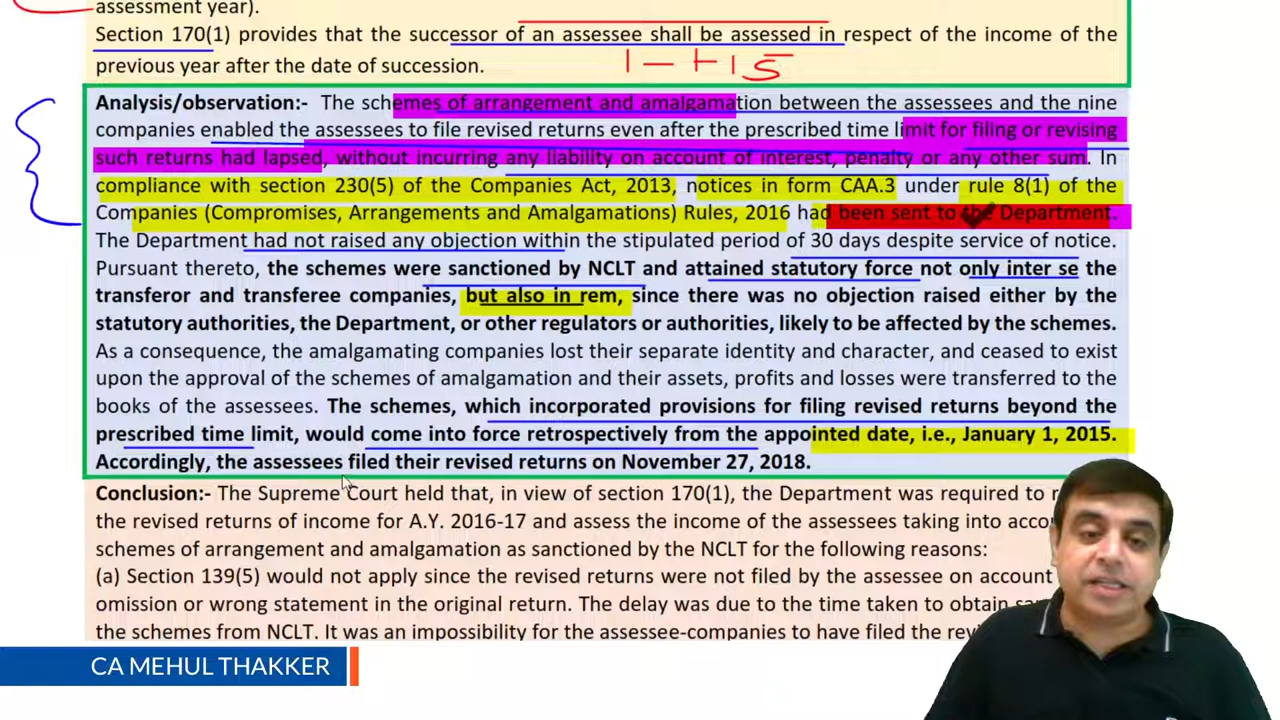 assessment year).
Section 170(1) provides that the successor of an assessee shall be assessed in respect of the income of the
previous year after the date of succession.
1-4-15
Analysis/observation:- The schemes of arrangement and amalgamation between the assessees and the nine
companies enabled the assessees to file revised returns even after the prescribed time limit for filing or revising
such returns had lapsed, without incurring any liability on account of interest, penalty or any other sum. In
compliance with section 230(5) of the Companies Act, 2013, notices in form CAA.3 under rule 8(1) of the
Companies (Compromises, Arrangements and Amalgamations) Rules, 2016 had been sent to the Department.
The Department had not raised any objection within the stipulated period of 30 days despite service of notice.
Pursuant thereto, the schemes were sanctioned by NCLT and attained statutory force not only inter se the
transferor and transferee companies, but also in rem, since there was no objection raised either by the
statutory authorities, the Department, or other regulators or authorities, likely to be affected by the schemes.
As a consequence, the amalgamating companies lost their separate identity and character, and ceased to exist
upon the approval of the schemes of amalgamation and their assets, profits and losses were transferred to the
books of the assessees. The schemes, which incorporated provisions for filing revised returns beyond the
prescribed time limit, would come into force retrospectively from the appointed date, i.e., January 1, 2015.
Accordingly, the assessees filed their revised returns on November 27, 2018.
Conclusion:- The Supreme Court held that, in view of section 170(1), the Department was required to
the revised returns of income for A.Y. 2016-17 and assess the income of the assessees taking into
schemes of arrangement and amalgamation as sanctioned by the NCLT for the following reasons:
(a) Section 139(5) would not apply since the revised returns were not filed by the assessee on account
omission or wrong statement in the original return. The delay was due to the time taken to obtain
the schemes from NCLT. It was an impossibility for the assessee-companies to have filed the
CA MEHUL THAKKER